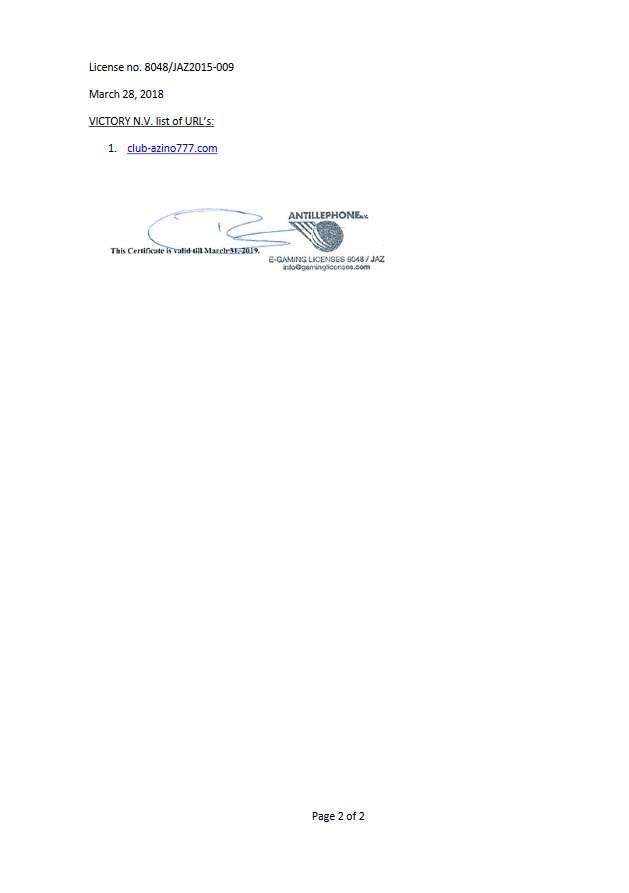 License no. 8048/JAZ2015-009
March 28, 2018
VICTORY N.V. list of URL's:
1. club-azino777.com
ANTILLEPHONE N.V.
This Certificate is valid till March 31, 2019.
E-GAMING LICENSES 8048 / JAZ
info@gaminglicenses.com
Page 2 of 2